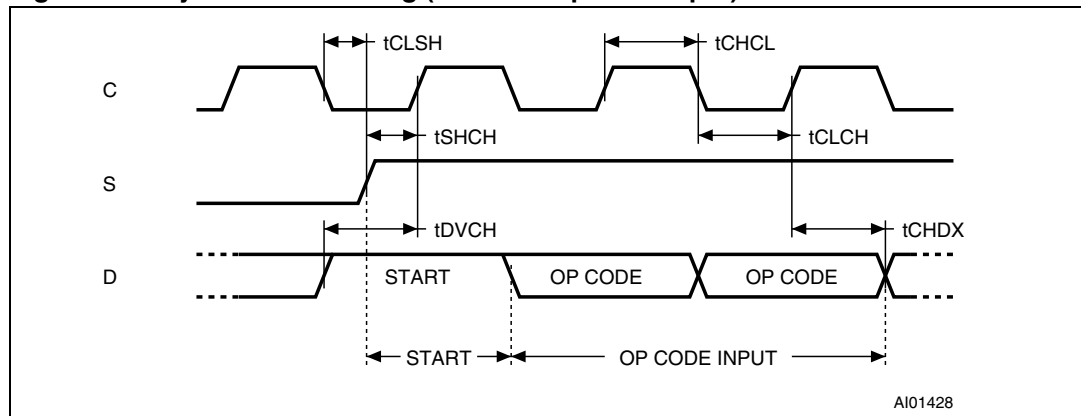 tCLSH
tCHCL
C
tSHCH
tCLCH
S
tDVCH
tCHDX
D
START
OP CODE
OP CODE
START
OP CODE INPUT
AI01428